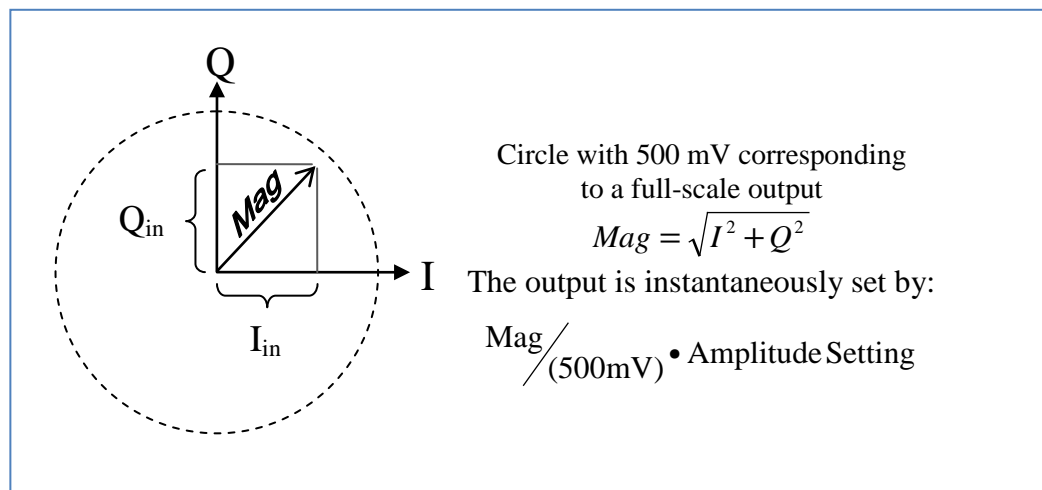 Q
Mag
Q_in
I
I_in
Circle with 500 mV corresponding
to a full-scale output
Mag = √(I² + Q²)
The output is instantaneously set by:
Mag/(500mV) • Amplitude Setting